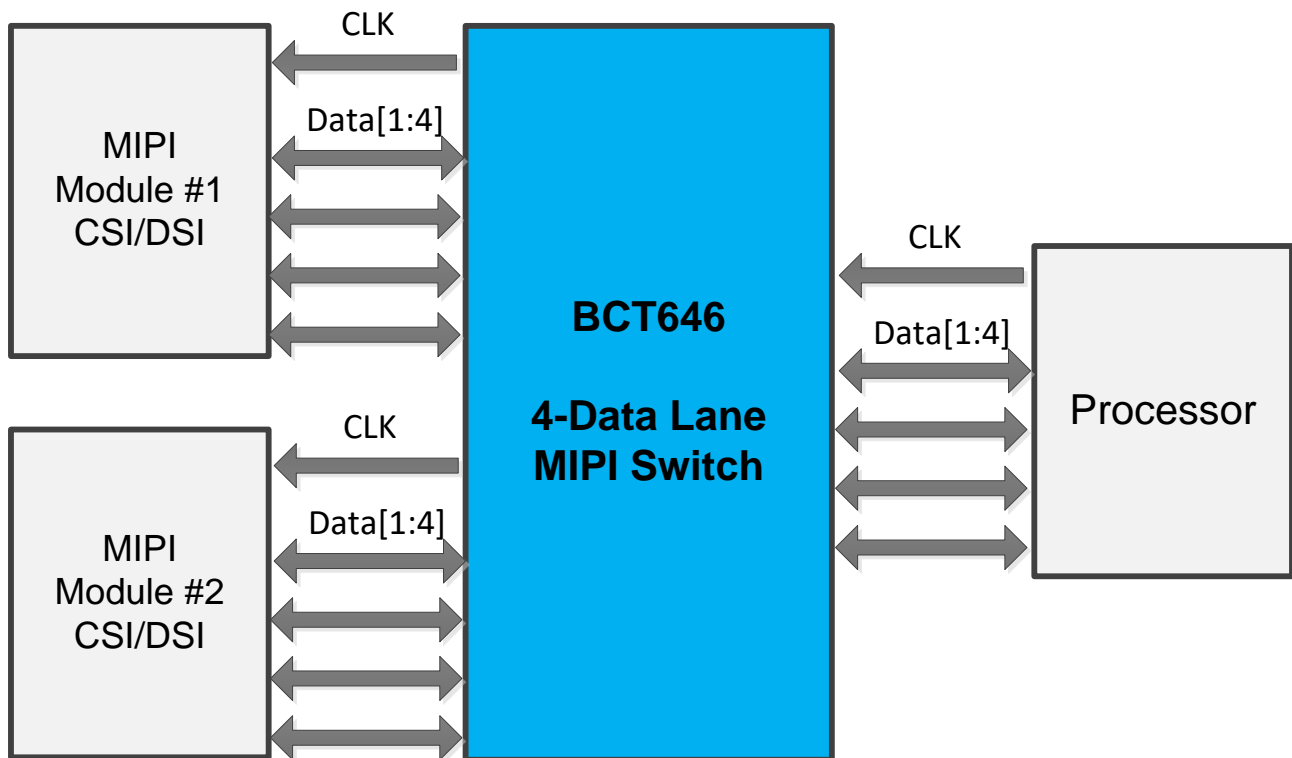 CLK
Data[1:4]
MIPI
Module #1
CSI/DSI
CLK
Data[1:4]
MIPI
Module #2
CSI/DSI
BCT646
4-Data Lane
MIPI Switch
CLK
Data[1:4]
Processor